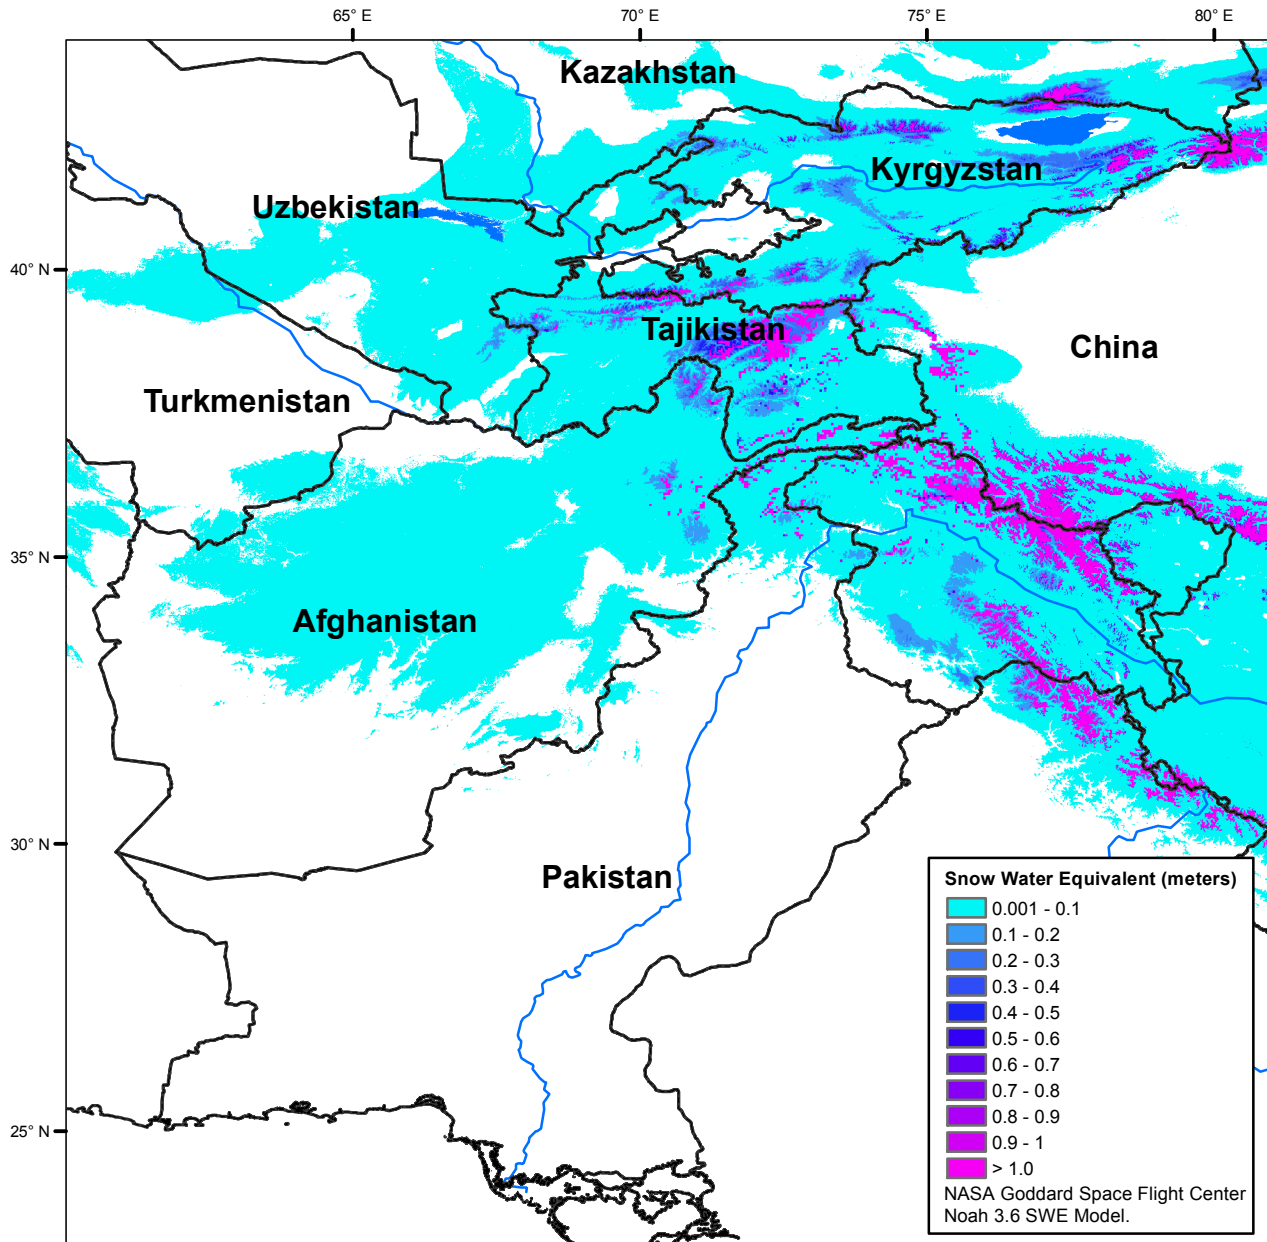 65° E
70° E
75° E
80° E
Kazakhstan
Kyrgyzstan
Uzbekistan
40° N
Tajikistan
China
Turkmenistan
35° N
Afghanistan
30° N
Pakistan
25° N
Snow Water Equivalent (meters)
0.001 - 0.1
0.1 - 0.2
0.2 - 0.3
0.3 - 0.4
0.4 - 0.5
0.5 - 0.6
0.6 - 0.7
0.7 - 0.8
0.8 - 0.9
0.9 - 1
> 1.0
NASA Goddard Space Flight Center
Noah 3.6 SWE Model.